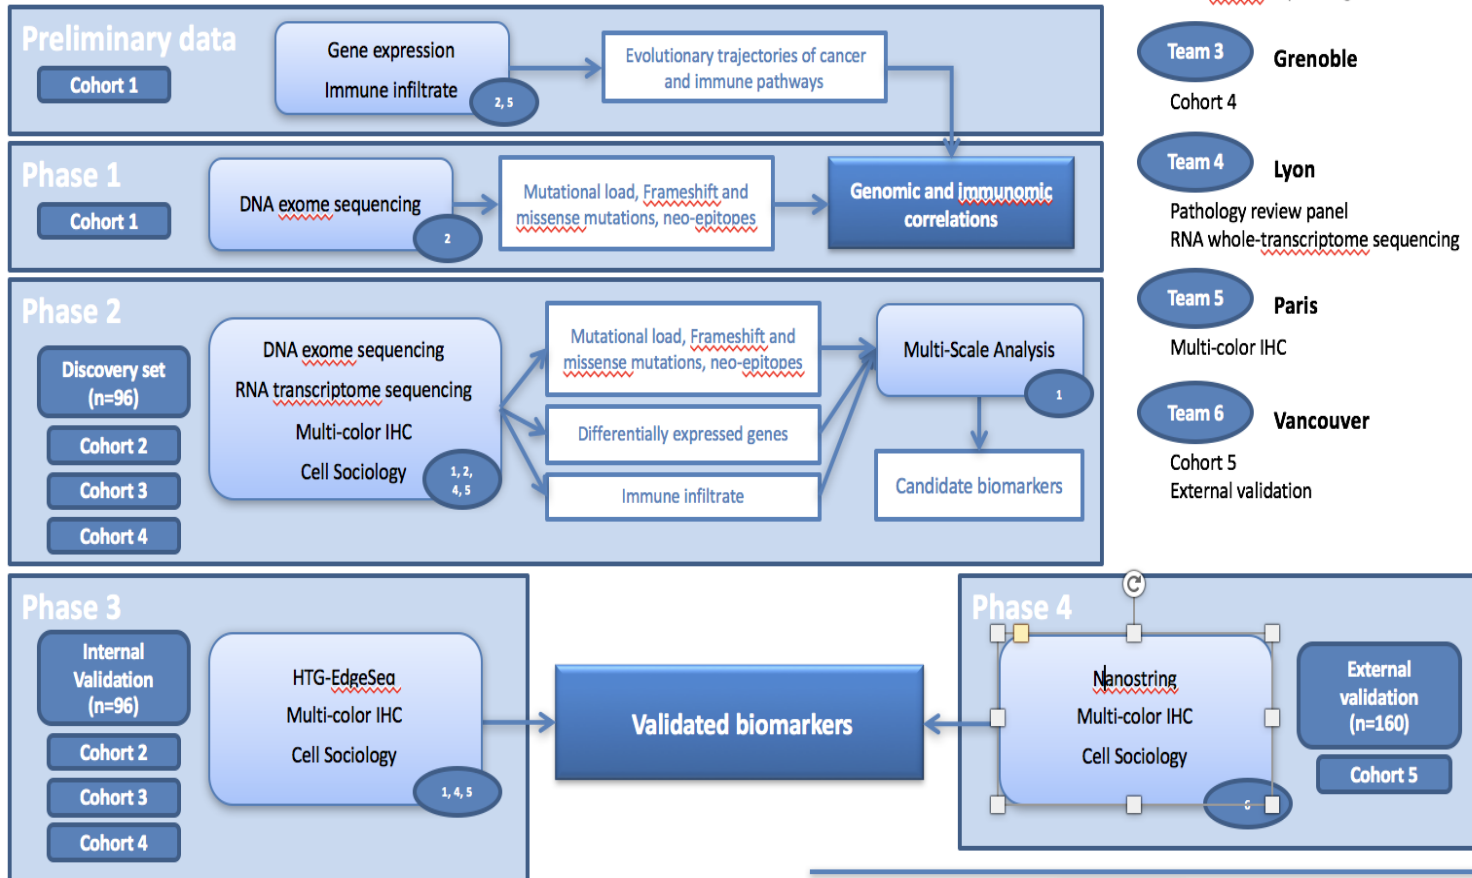 Preliminary data
Cohort 1
Gene expression
Immune infiltrate
2, 5
Evolutionary trajectories of cancer
and immune pathways
Phase 1
Cohort 1
DNA exome sequencing
2
Mutational load, Frameshift and
missense mutations, neo-epitopes
Genomic and immunomic
correlations
Phase 2
Discovery set
(n=96)
Cohort 2
Cohort 3
Cohort 4
DNA exome sequencing
RNA transcriptome sequencing
Multi-color IHC
Cell Sociology
1, 2,
4, 5
Mutational load, Frameshift and
missense mutations, neo-epitopes
Differentially expressed genes
Immune infiltrate
Multi-Scale Analysis
1
Candidate biomarkers
Team 3
Grenoble
Cohort 4
Team 4
Lyon
Pathology review panel
RNA whole-transcriptome sequencing
Team 5
Paris
Multi-color IHC
Team 6
Vancouver
Cohort 5
External validation
Phase 3
Internal
Validation
(n=96)
Cohort 2
Cohort 3
Cohort 4
HTG-EdgeSeq
Multi-color IHC
Cell Sociology
1, 4, 5
Validated biomarkers
Phase 4
Nanostring
Multi-color IHC
Cell Sociology
6
External
validation
(n=160)
Cohort 5